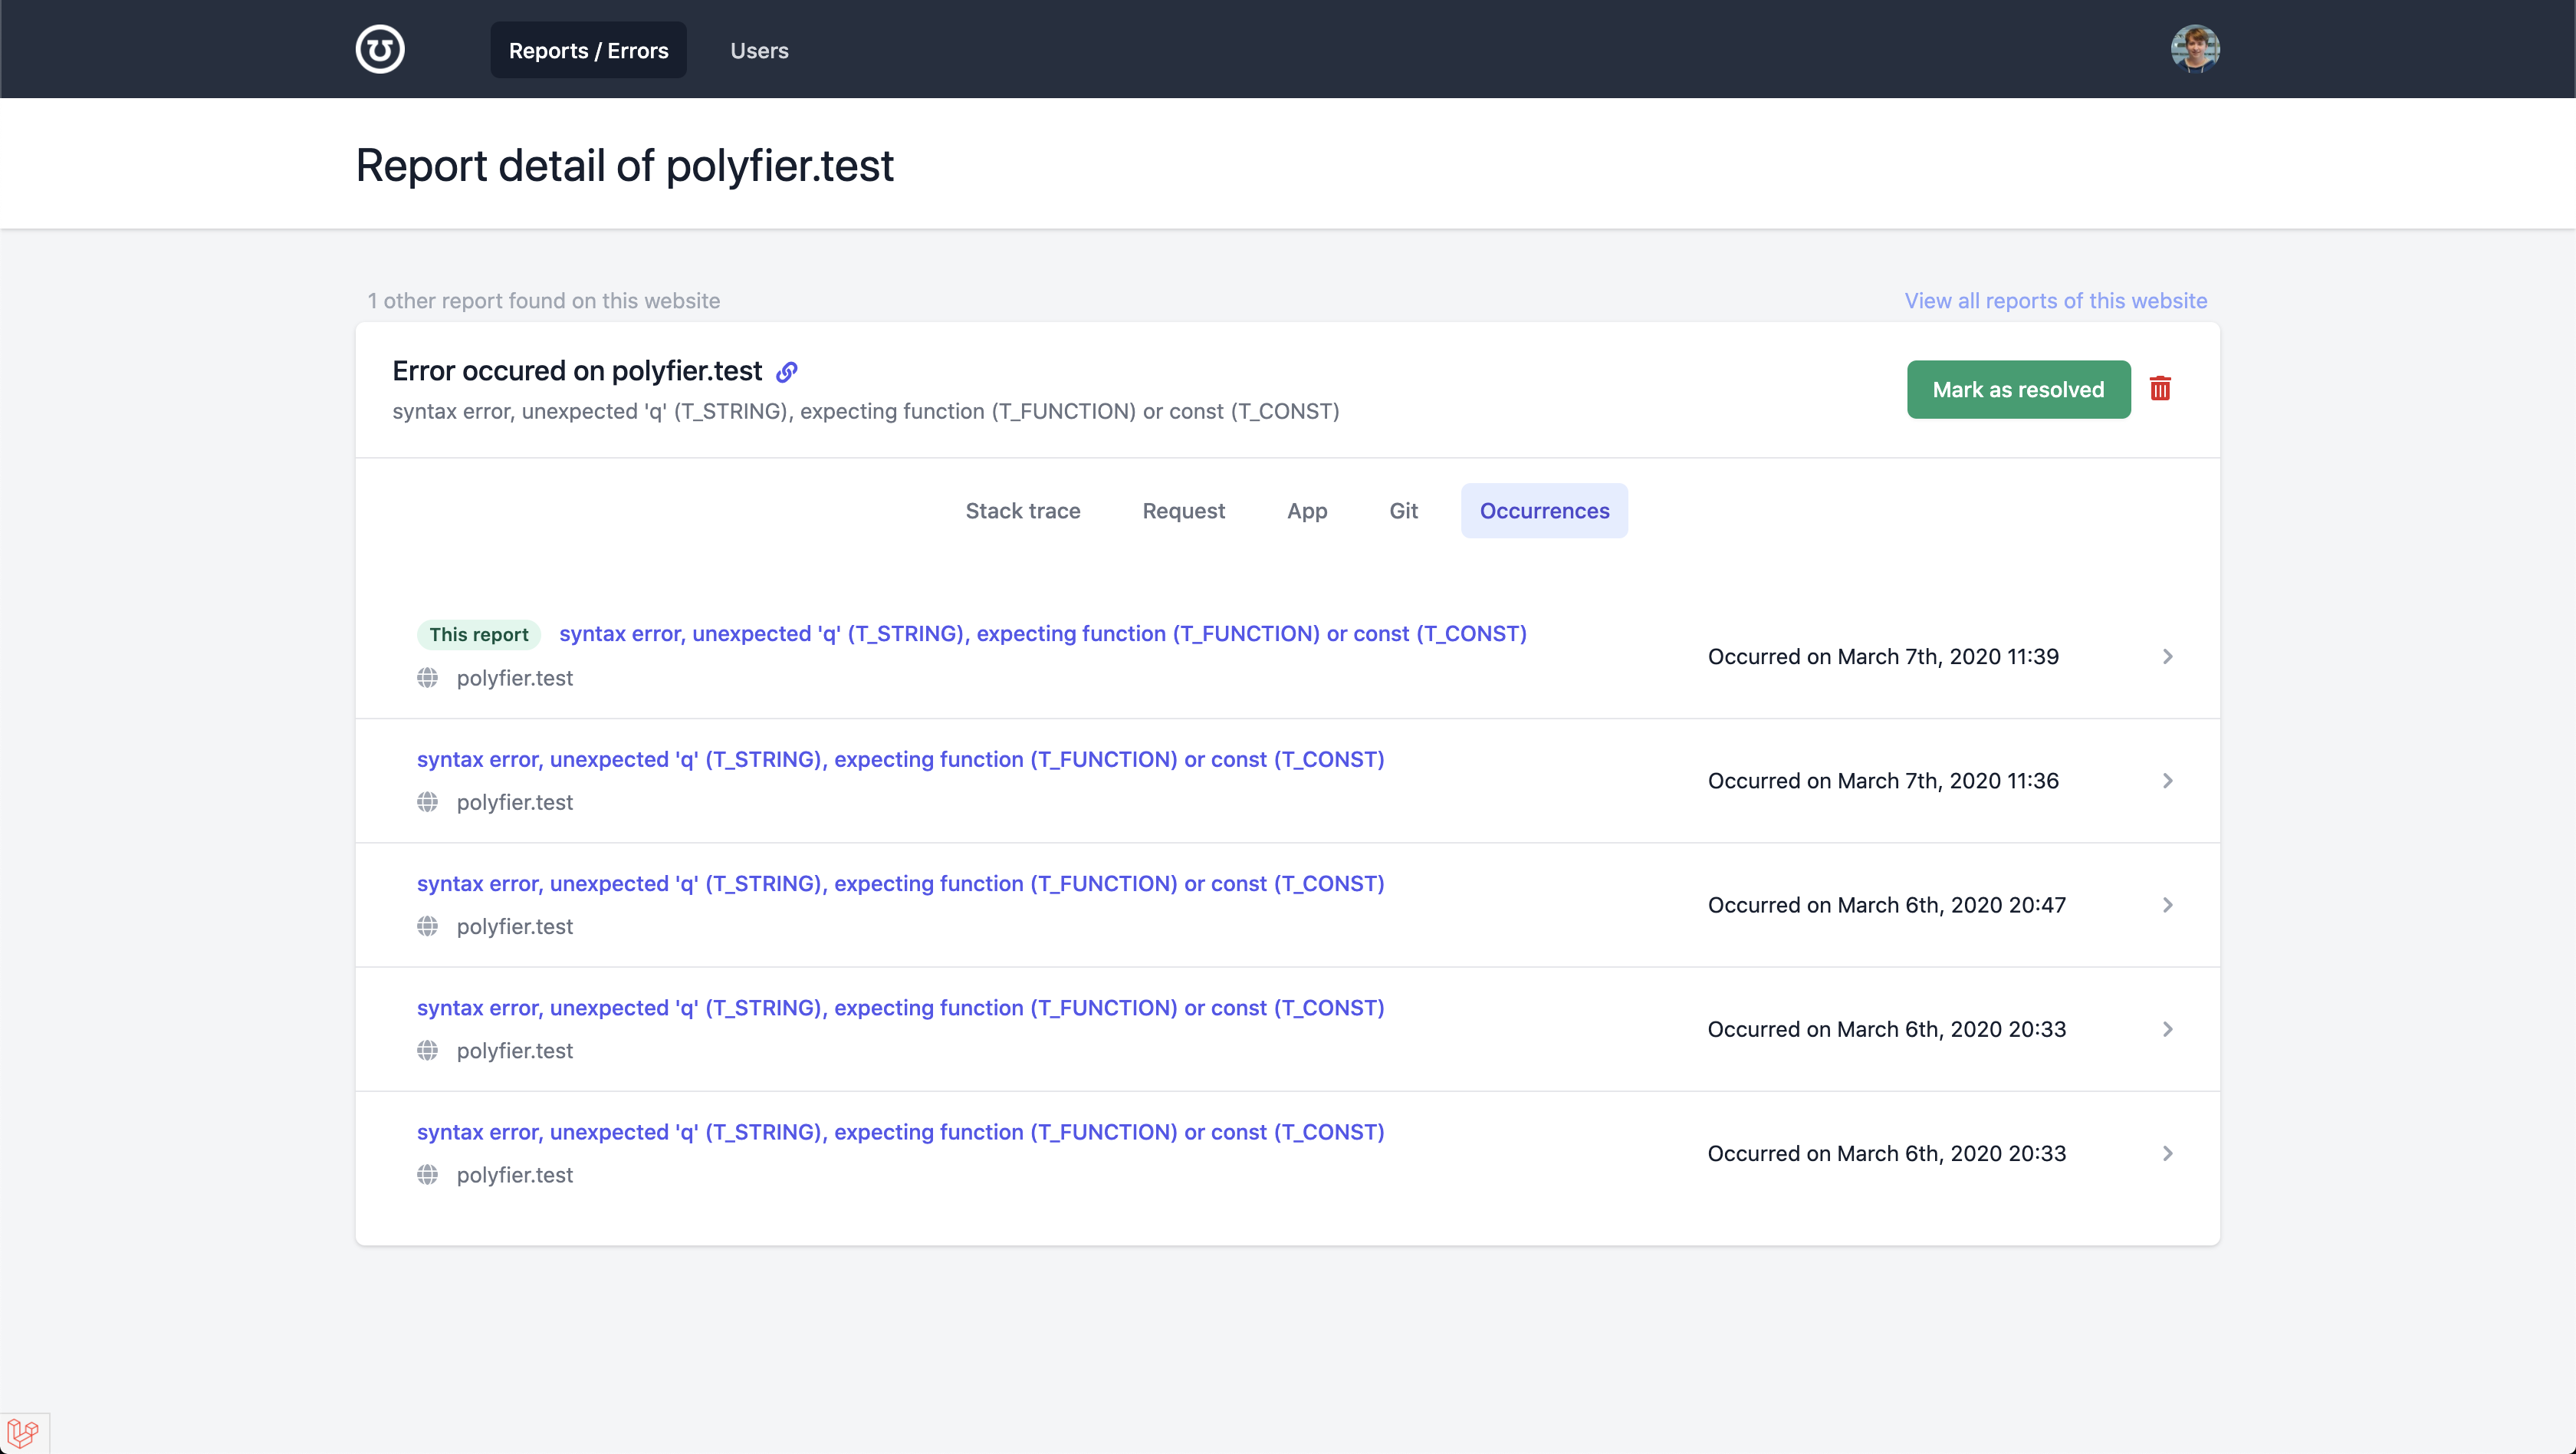 Reports / Errors
Users
Report detail of polyfier.test
1 other report found on this website
View all reports of this website
Error occured on polyfier.test
syntax error, unexpected 'q' (T_STRING), expecting function (T_FUNCTION) or const (T_CONST)
Mark as resolved
Stack trace
Request
App
Git
Occurrences
This report
syntax error, unexpected 'q' (T_STRING), expecting function (T_FUNCTION) or const (T_CONST)
polyfier.test
Occurred on March 7th, 2020 11:39
syntax error, unexpected 'q' (T_STRING), expecting function (T_FUNCTION) or const (T_CONST)
polyfier.test
Occurred on March 7th, 2020 11:36
syntax error, unexpected 'q' (T_STRING), expecting function (T_FUNCTION) or const (T_CONST)
polyfier.test
Occurred on March 6th, 2020 20:47
syntax error, unexpected 'q' (T_STRING), expecting function (T_FUNCTION) or const (T_CONST)
polyfier.test
Occurred on March 6th, 2020 20:33
syntax error, unexpected 'q' (T_STRING), expecting function (T_FUNCTION) or const (T_CONST)
polyfier.test
Occurred on March 6th, 2020 20:33